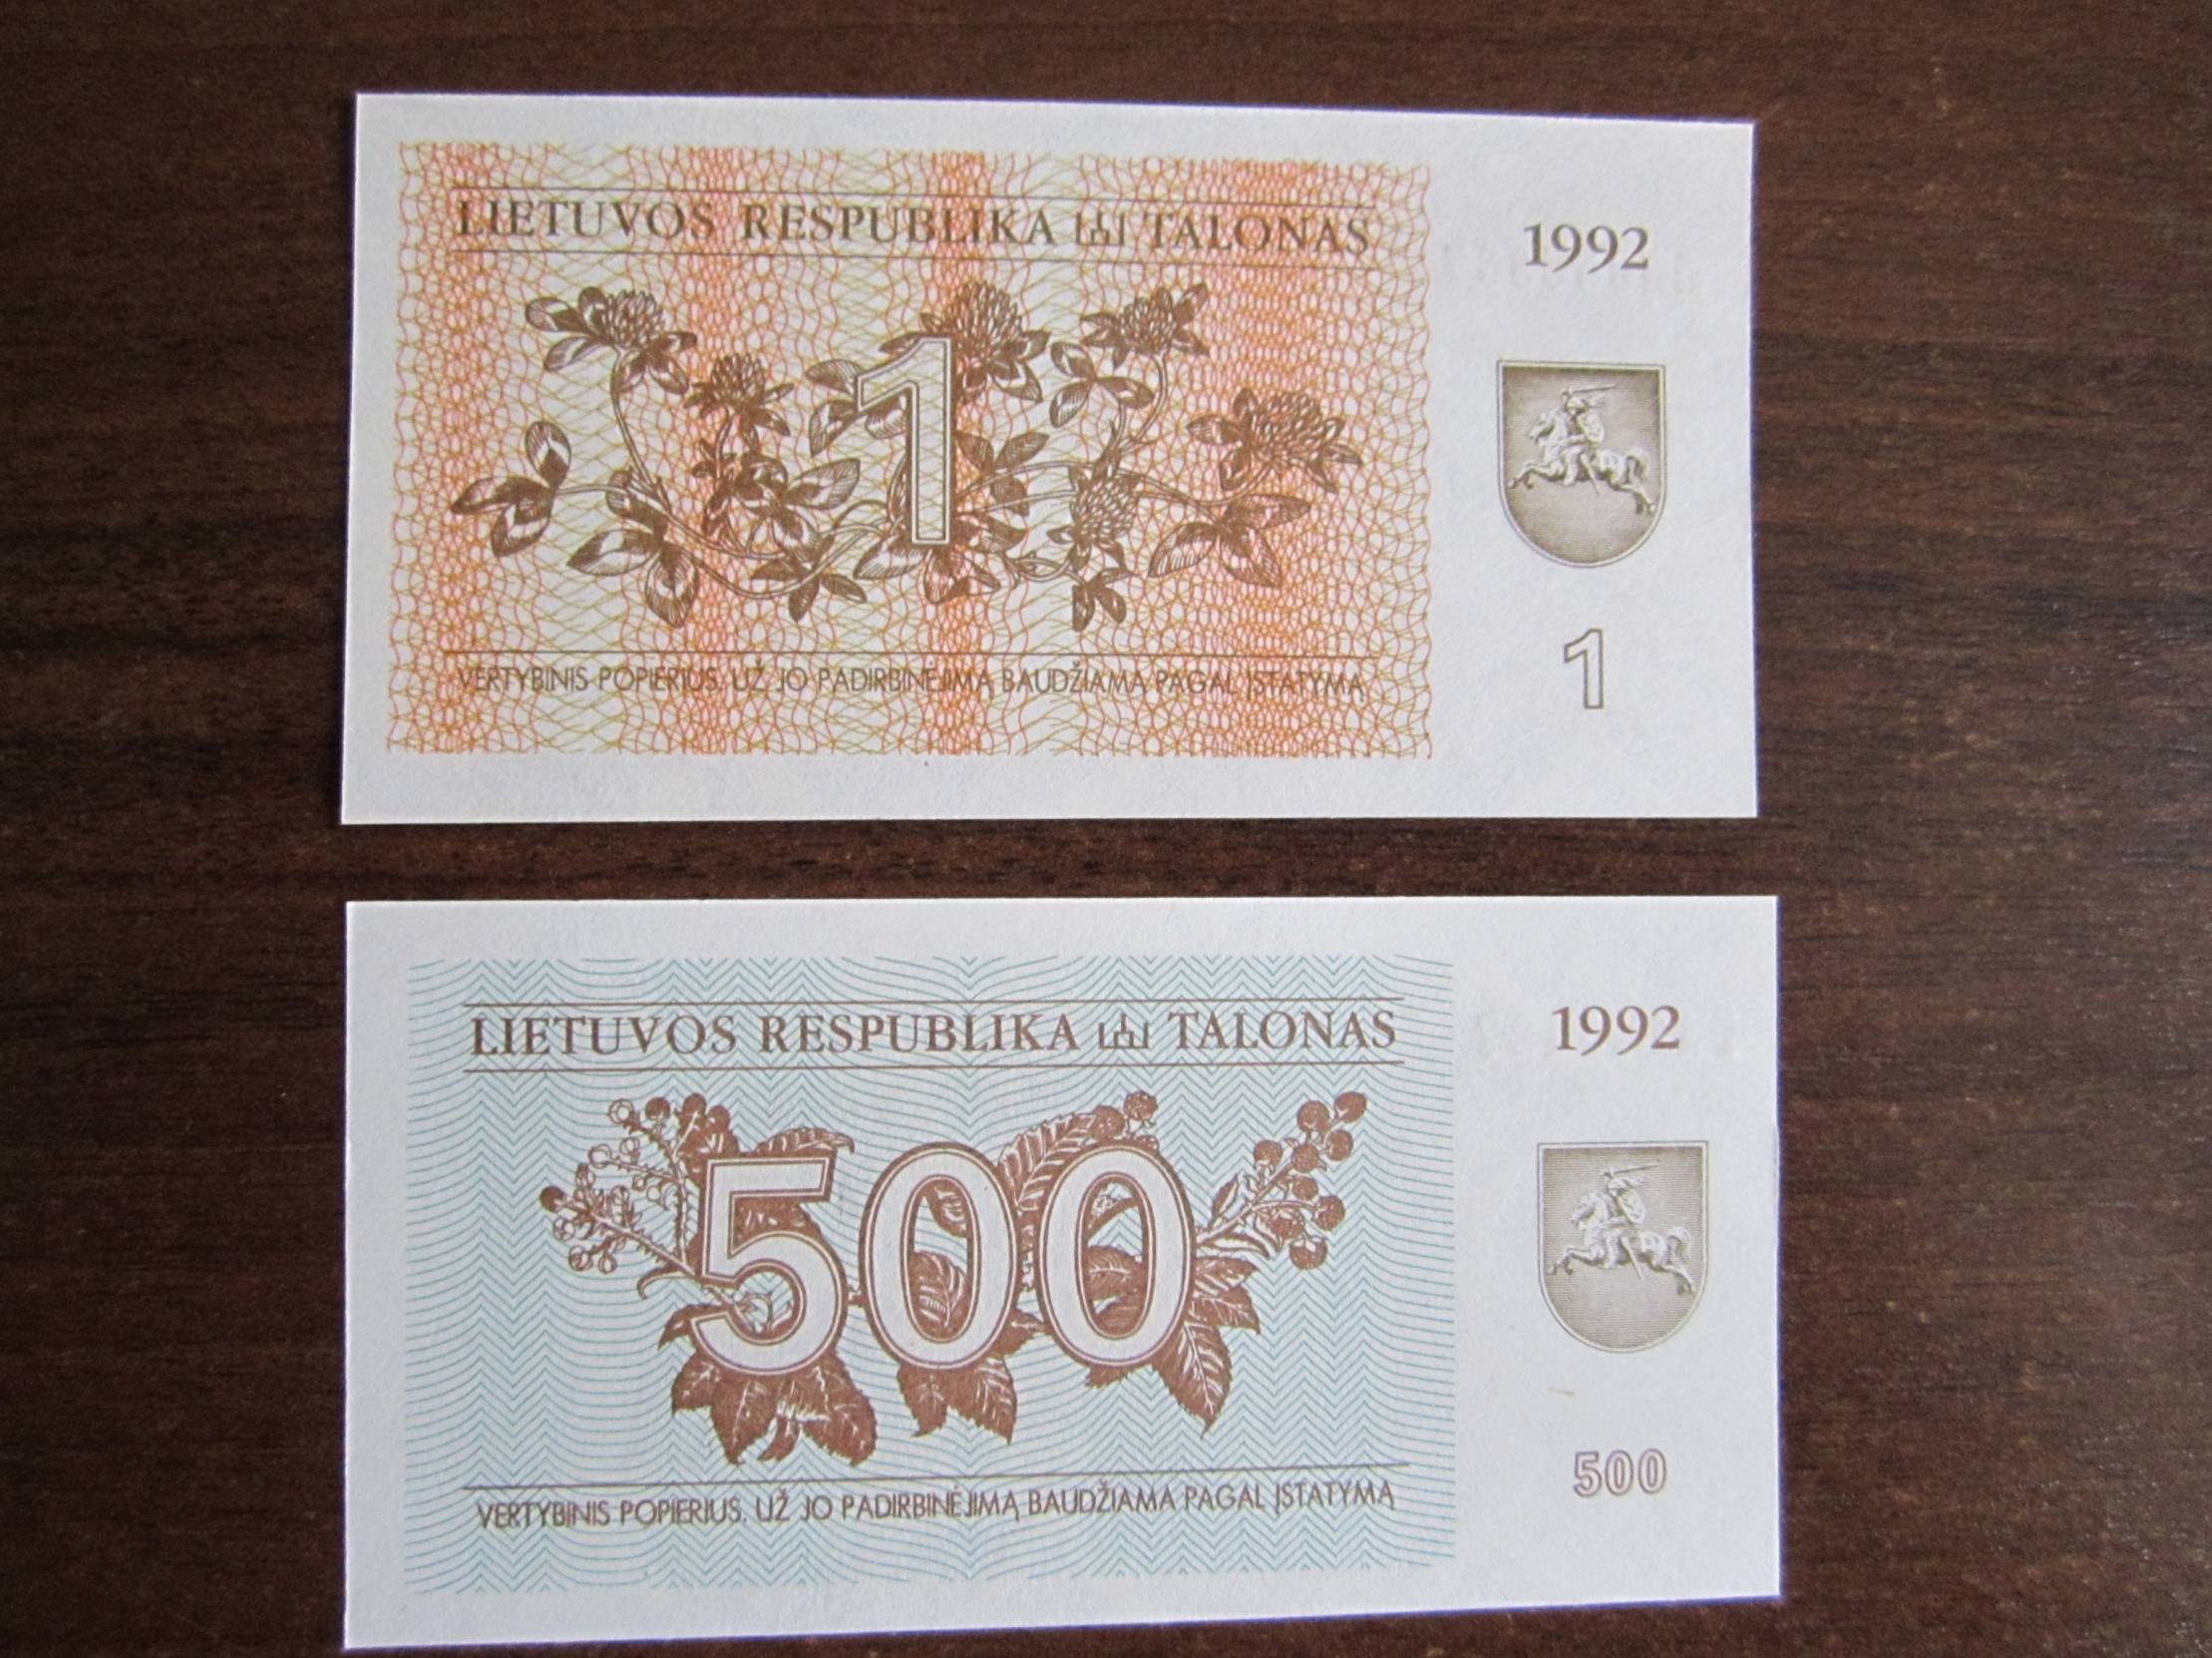 LIETUVOS RESPUBLIKA TALONAS
1992
1
1
VERTYBINIS POPIERIUS. UŽ JO PADIRBINĖJIMĄ BAUDŽIAMA PAGAL ĮSTATYMĄ
LIETUVOS RESPUBLIKA TALONAS
1992
500
500
VERTYBINIS POPIERIUS. UŽ JO PADIRBINĖJIMĄ BAUDŽIAMA PAGAL ĮSTATYMĄ